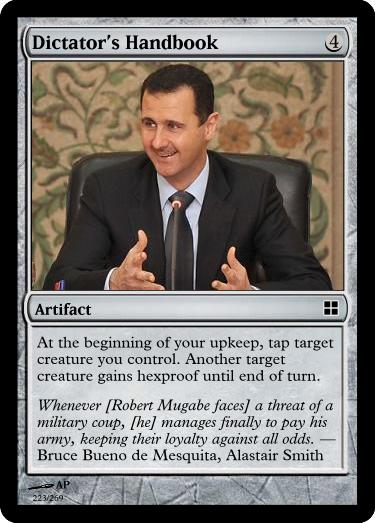 Dictator's Handbook 4
Artifact
At the beginning of your upkeep, tap target
creature you control. Another target
creature gains hexproof until end of turn.
Whenever [Robert Mugabe faces] a threat of a
military coup, [he] manages finally to pay his
army, keeping their loyalty against all odds. —
Bruce Bueno de Mesquita, Alastair Smith
AP
223/269